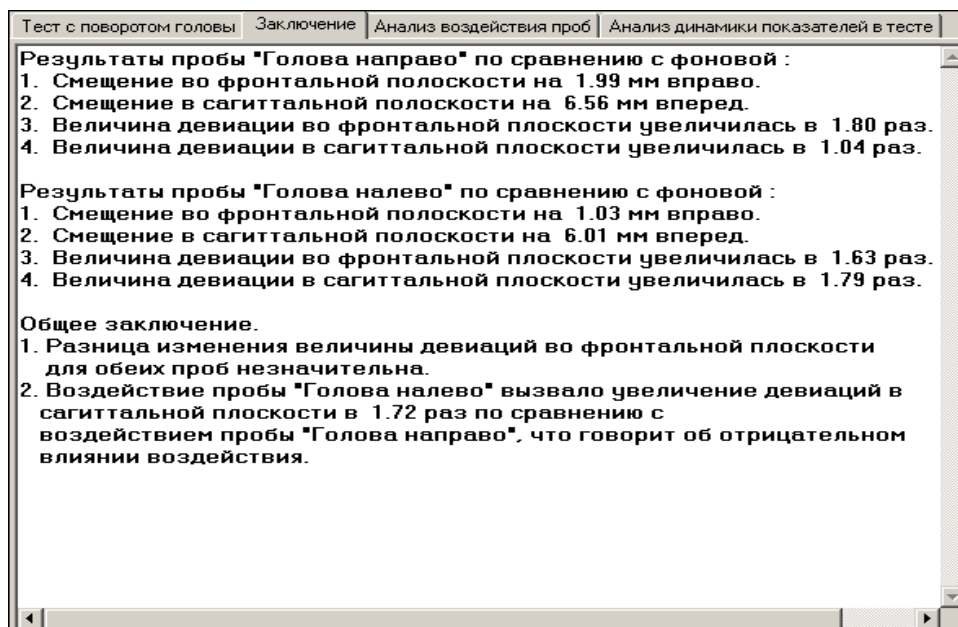 Тест с поворотом головы Заключение Анализ воздействия проб Анализ динамики показателей в тесте
Результаты пробы "Голова направо" по сравнению с фоновой :
1. Смещение во фронтальной полоскости на 1.99 мм вправо.
2. Смещение в сагиттальной полоскости на 6.56 мм вперед.
3. Величина девиации во фронтальной плоскости увеличилась в 1.80 раз.
4. Величина девиации в сагиттальной плоскости увеличилась в 1.04 раз.
Результаты пробы "Голова налево" по сравнению с фоновой :
1. Смещение во фронтальной полоскости на 1.03 мм вправо.
2. Смещение в сагиттальной полоскости на 6.01 мм вперед.
3. Величина девиации во фронтальной плоскости увеличилась в 1.63 раз.
4. Величина девиации в сагиттальной плоскости увеличилась в 1.79 раз.
Общее заключение.
1. Разница изменения величины девиаций во фронтальной плоскости
для обеих проб незначительна.
2. Воздействие пробы "Голова налево" вызвало увеличение девиаций в
сагиттальной плоскости в 1.72 раз по сравнению с
воздействием пробы "Голова направо", что говорит об отрицательном
влиянии воздействия.